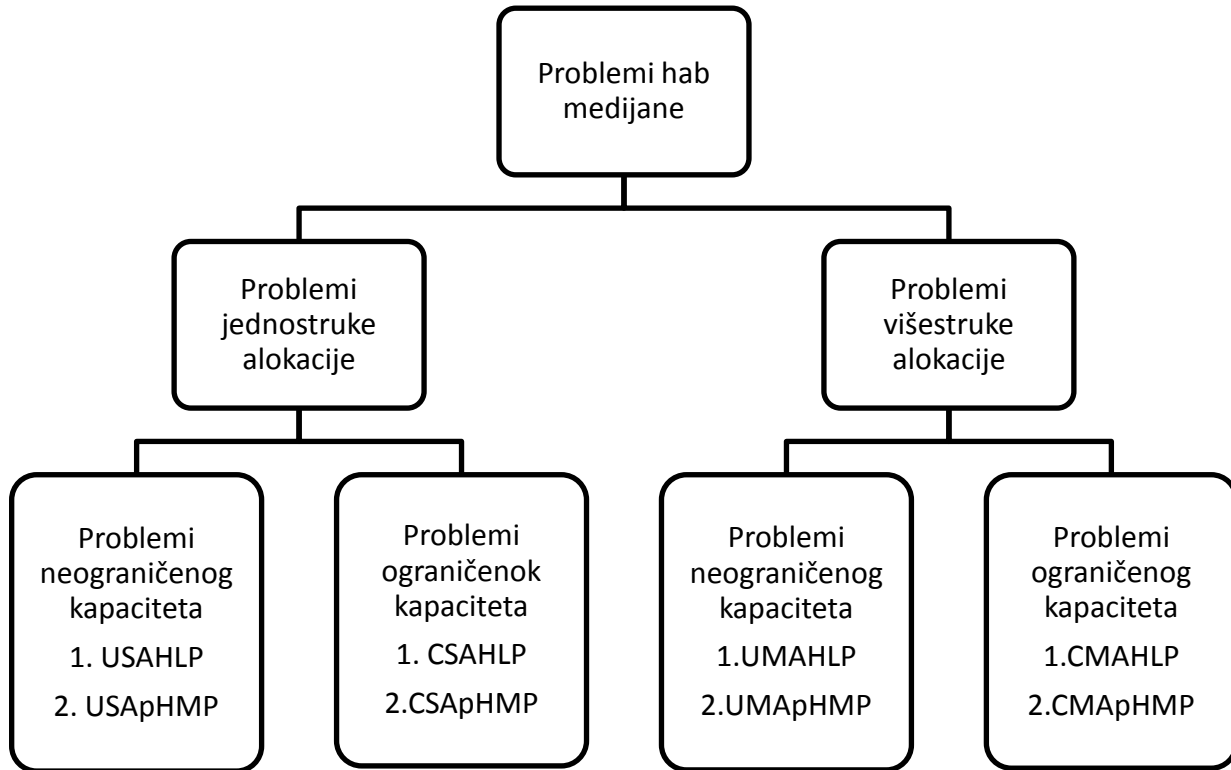 Problemi hab
medijane
Problemi
jednostruke
alokacije
Problemi
višestruke
alokacije
Problemi
neograničenog
kapaciteta
1. USAHLP
2. USApHMP
Problemi
ograničenok
kapaciteta
1. CSAHLP
2.CSApHMP
Problemi
neograničenog
kapaciteta
1.UMAHLP
2.UMApHMP
Problemi
ograničenog
kapaciteta
1.CMAHLP
2.CMApHMP